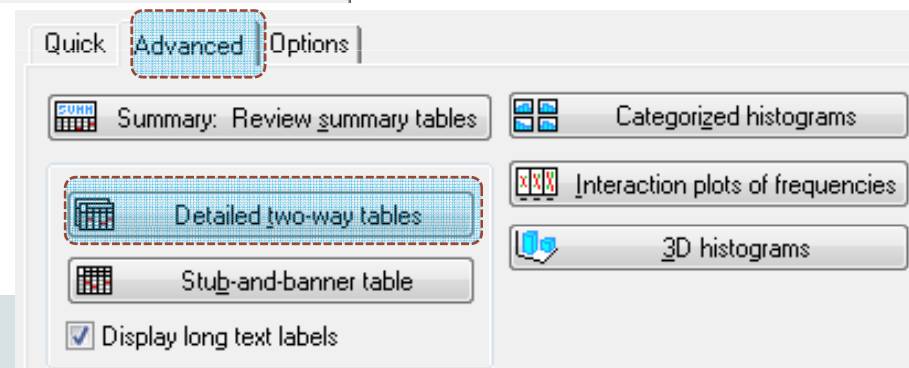 Quick Advanced Options
SUMM Summary: Review summary tables
Categorized histograms
Detailed two-way tables
Interaction plots of frequencies
3D histograms
Stub-and-banner table
Display long text labels